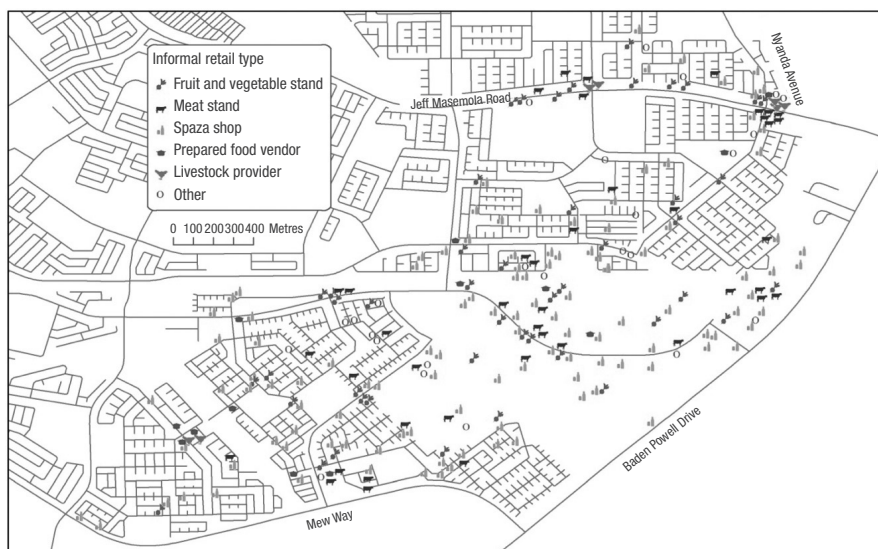 Informal retail type
Fruit and vegetable stand
Meat stand
Spaza shop
Prepared food vendor
Livestock provider
Other
0 100 200 300 400 Metres
Jeff Masemola Road
Nyanda Avenue
Baden Powell Drive
Mew Way